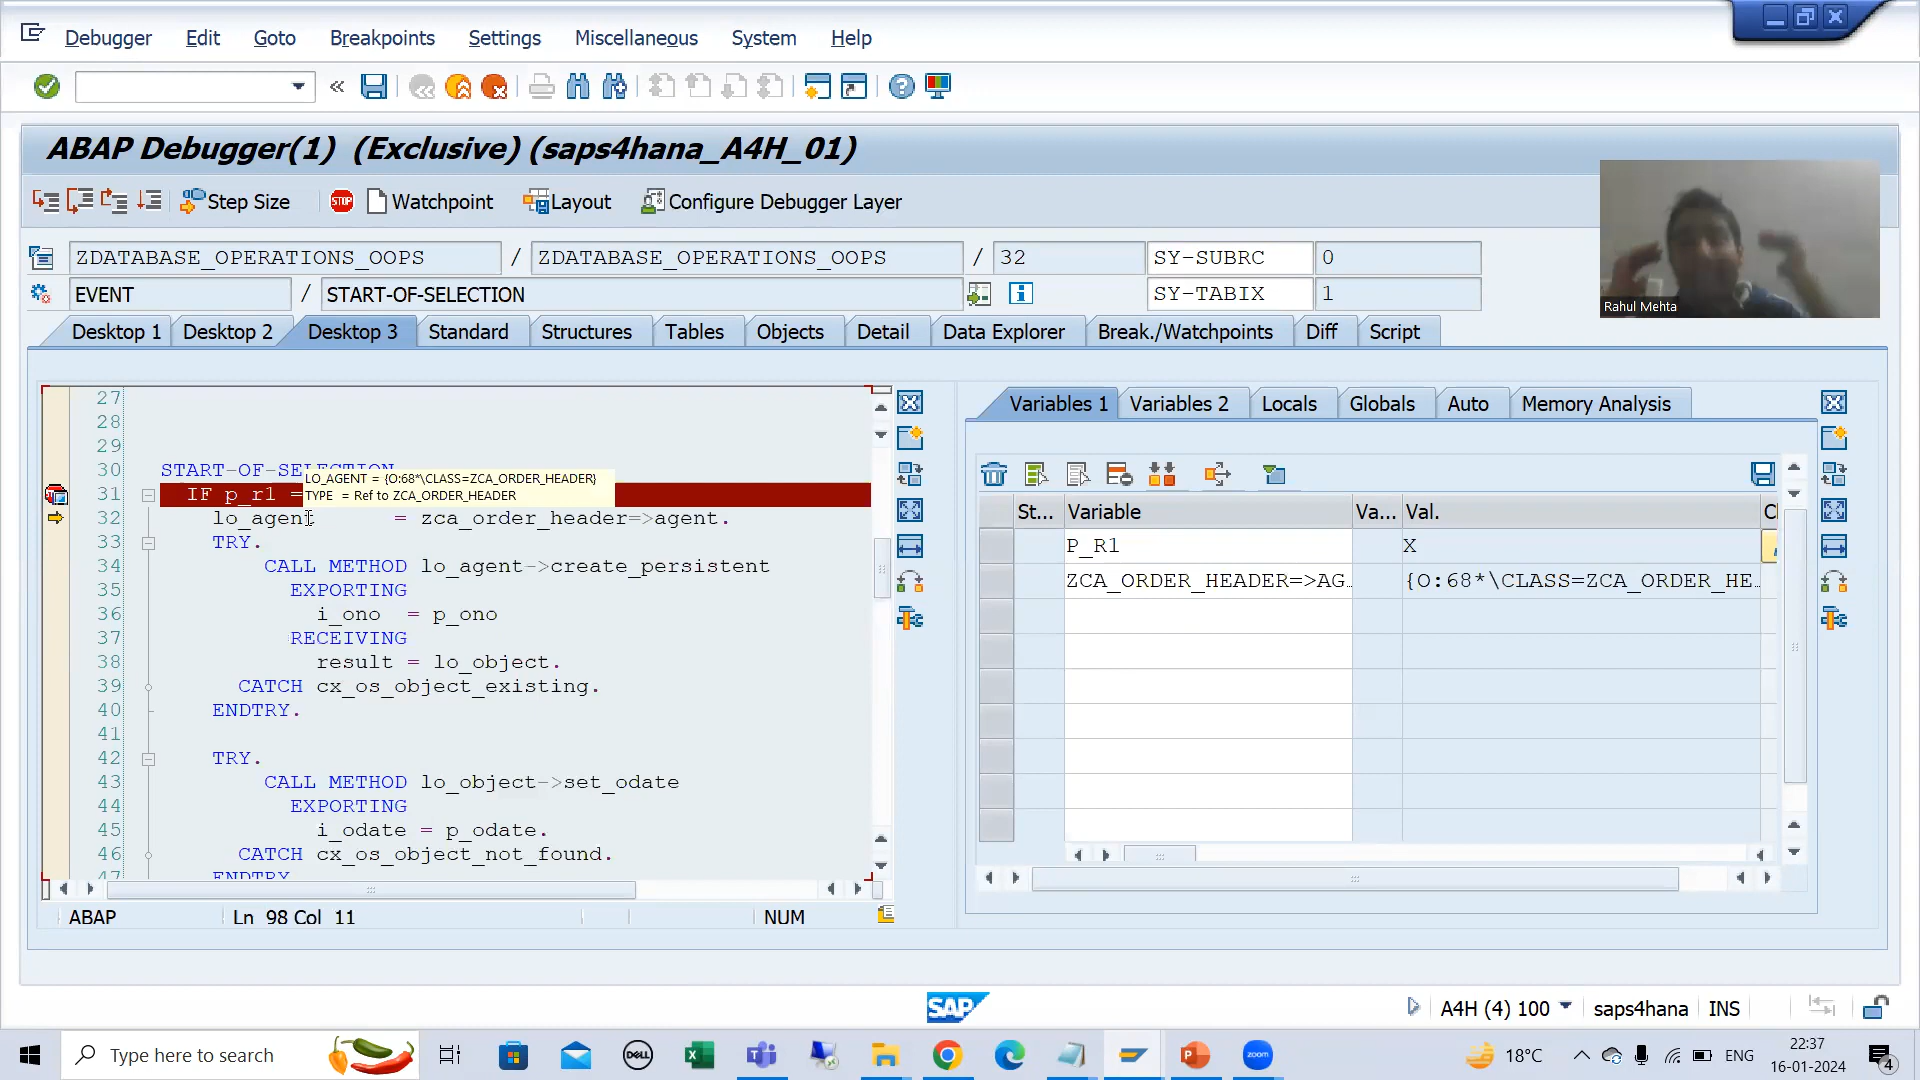 Debugger Edit Goto Breakpoints Settings Miscellaneous System Help
ABAP Debugger(1) (Exclusive) (saps4hana_A4H_01)
Step Size STOP Watchpoint Layout Configure Debugger Layer
ZDATABASE_OPERATIONS_OOPS / ZDATABASE_OPERATIONS_OOPS / 32 SY-SUBRC 0
EVENT / START-OF-SELECTION SY-TABIX 1
Rahul Mehta
Desktop 1 Desktop 2 Desktop 3 Standard Structures Tables Objects Detail Data Explorer Break./Watchpoints Diff Script
Variables 1 Variables 2 Locals Globals Auto Memory Analysis
27
28
29
30 START-OF-SELECTION
LO_AGENT = {O:68*\CLASS=ZCA_ORDER_HEADER}
TYPE = Ref to ZCA_ORDER_HEADER
31 IF p_r1 =
32 lo_agent = zca_order_header=>agent.
33 TRY.
34 CALL METHOD lo_agent->create_persistent
35 EXPORTING
36 i_ono = p_ono
37 RECEIVING
38 result = lo_object.
39 CATCH cx_os_object_existing.
40 ENDTRY.
41
42 TRY.
43 CALL METHOD lo_object->set_odate
44 EXPORTING
45 i_odate = p_odate.
46 CATCH cx_os_object_not_found.
47 ENDTRY
St... Variable Va... Val. C
P_R1 X
ZCA_ORDER_HEADER=>AG... {O:68*\CLASS=ZCA_ORDER_HE...
ABAP Ln 98 Col 11 NUM
SAP
A4H (4) 100 saps4hana INS
Type here to search
DELL
zoom
18°C
ENG
22:37
16-01-2024
4